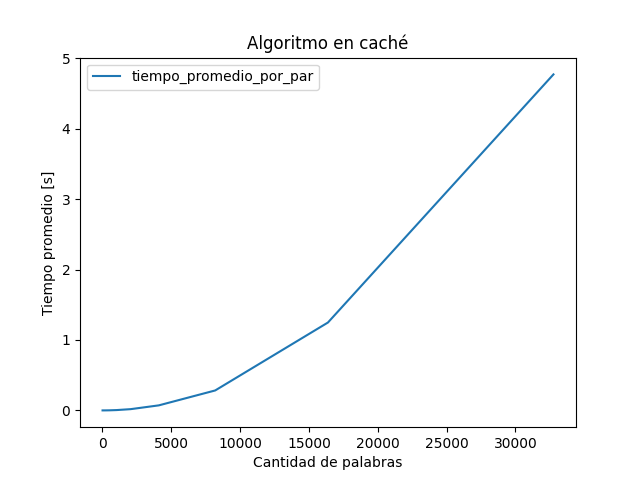 Algoritmo en caché
tiempo_promedio_por_par
Tiempo promedio [s]
5
4
3
2
1
0
0 5000 10000 15000 20000 25000 30000
Cantidad de palabras